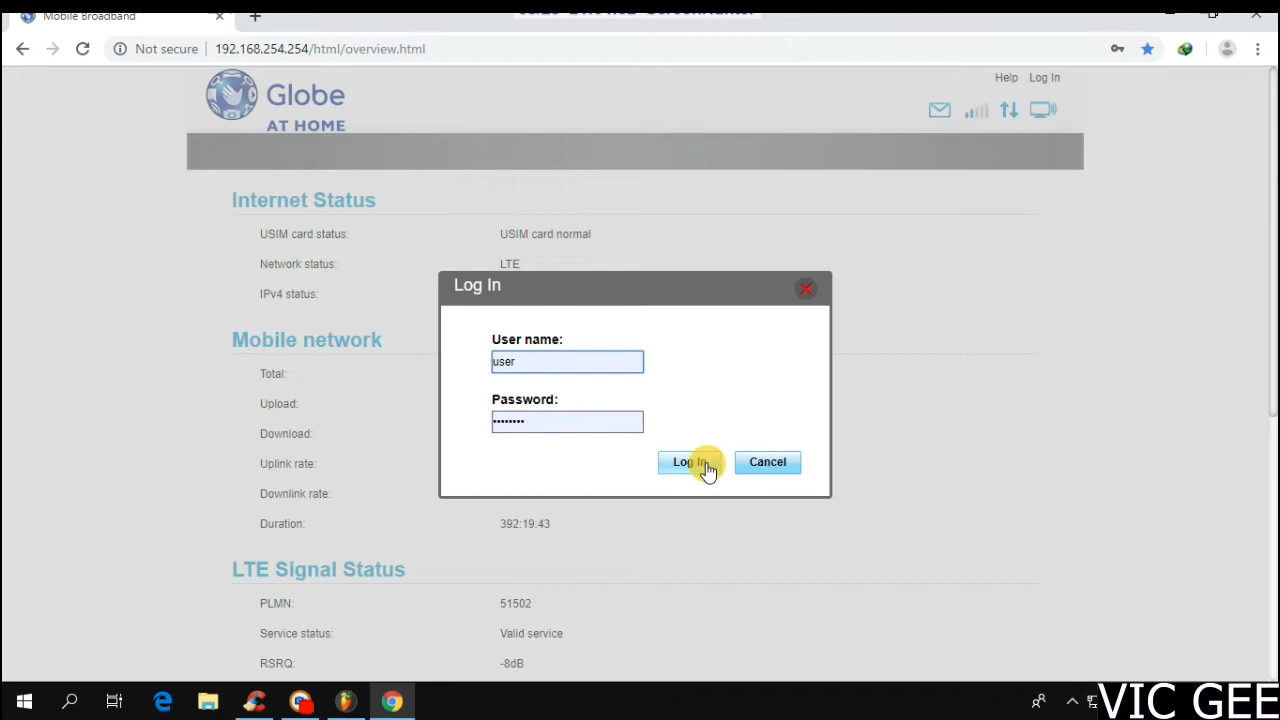 Mobile Broadband
Not secure
192.168.254.254/html/overview.html
Globe
AT HOME
Help Log In
Internet Status
USIM card status: USIM card normal
Network status: LTE
IPv4 status:
Mobile network
Total:
Upload:
Download:
Uplink rate:
Downlink rate:
Duration: 392:19:43
LTE Signal Status
PLMN: 51502
Service status: Valid service
RSRQ: -8dB
Log In
User name:
user
Password:
••••••••
Log In Cancel
VIC GEE